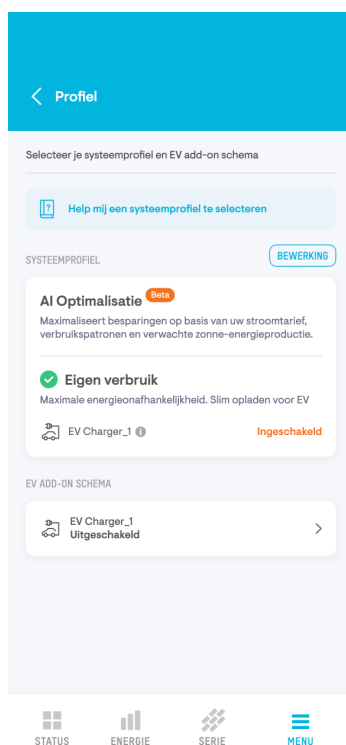 Profiel
Selecteer je systeemprofiel en EV add-on schema
Help mij een systeemprofiel te selecteren
SYSTEEMPROFIEL
BEWERKING
AI Optimalisatie Beta
Maximaliseert besparingen op basis van uw stroomtarief,
verbruikspatronen en verwachte zonne-energieproductie.
Eigen verbruik
Maximale energieonafhankelijkheid. Slim opladen voor EV
EV Charger_1 Ingeschakeld
EV ADD-ON SCHEMA
EV Charger_1
Uitgeschakeld
STATUS ENERGIE SERIE MENU